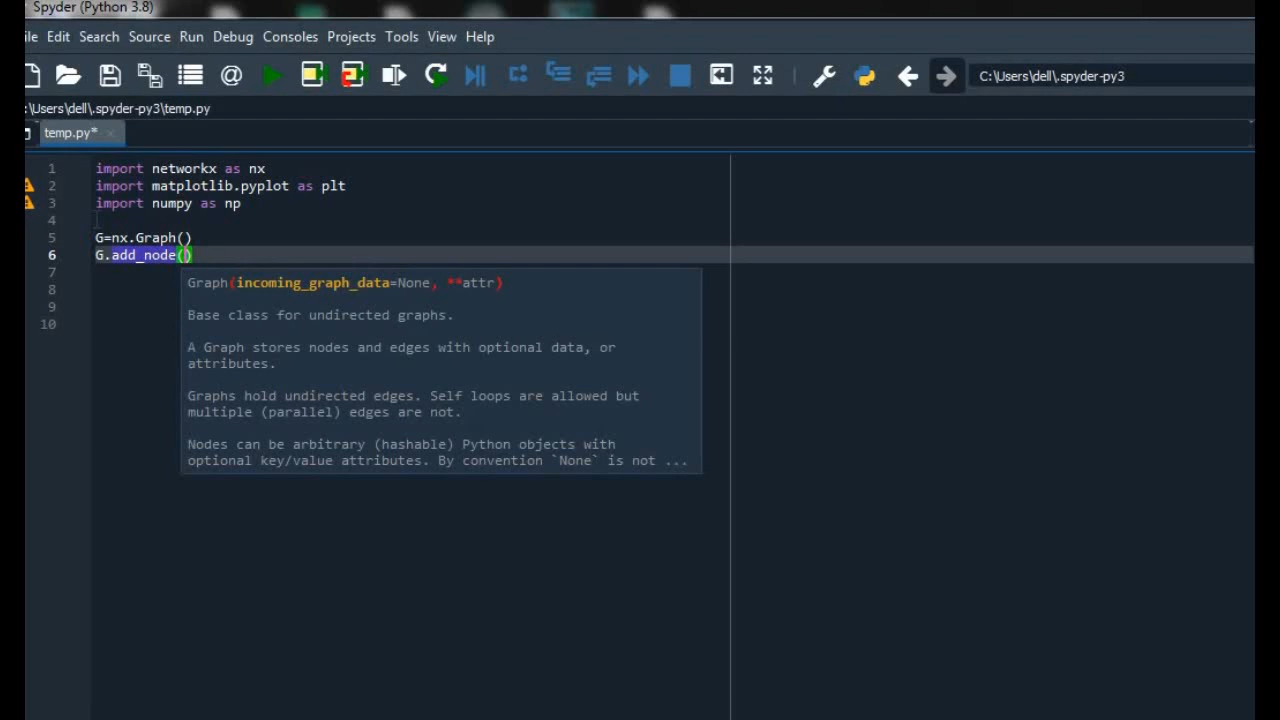 Spyder (Python 3.8)
ile Edit Search Source Run Debug Consoles Projects Tools View Help
C:\Users\dell\.spyder-py3
:\Users\dell\.spyder-py3\temp.py
temp.py*
1 import networkx as nx
2 import matplotlib.pyplot as plt
3 import numpy as np
4
5 G=nx.Graph()
6 G.add_node()
7
8
9
10
Graph(incoming_graph_data=None, **attr)
Base class for undirected graphs.
A Graph stores nodes and edges with optional data, or
attributes.
Graphs hold undirected edges. Self loops are allowed but
multiple (parallel) edges are not.
Nodes can be arbitrary (hashable) Python objects with
optional key/value attributes. By convention `None` is not ...